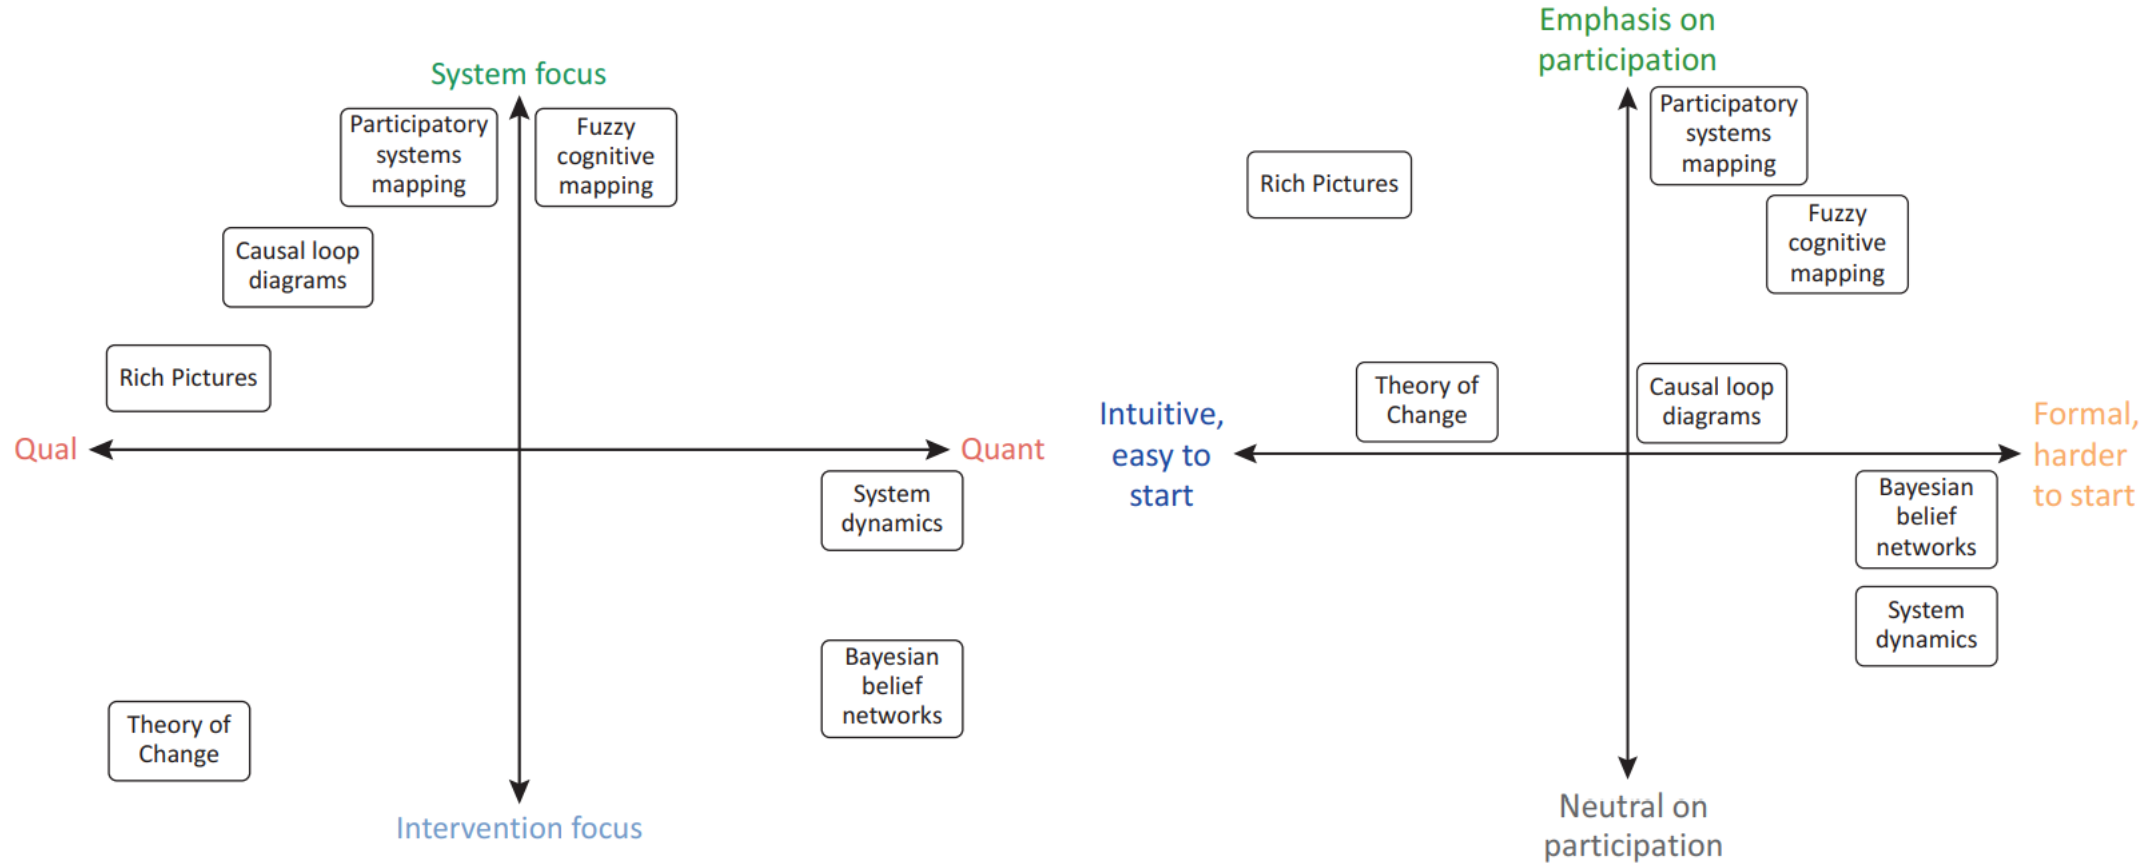 System focus
Participatory
systems
mapping
Fuzzy
cognitive
mapping
Causal loop
diagrams
Rich Pictures
Qual
Quant
System
dynamics
Bayesian
belief
networks
Theory of
Change
Intervention focus
Emphasis on
participation
Participatory
systems
mapping
Rich Pictures
Fuzzy
cognitive
mapping
Theory of
Change
Causal loop
diagrams
Intuitive,
easy to
start
Formal,
harder
to start
Bayesian
belief
networks
System
dynamics
Neutral on
participation